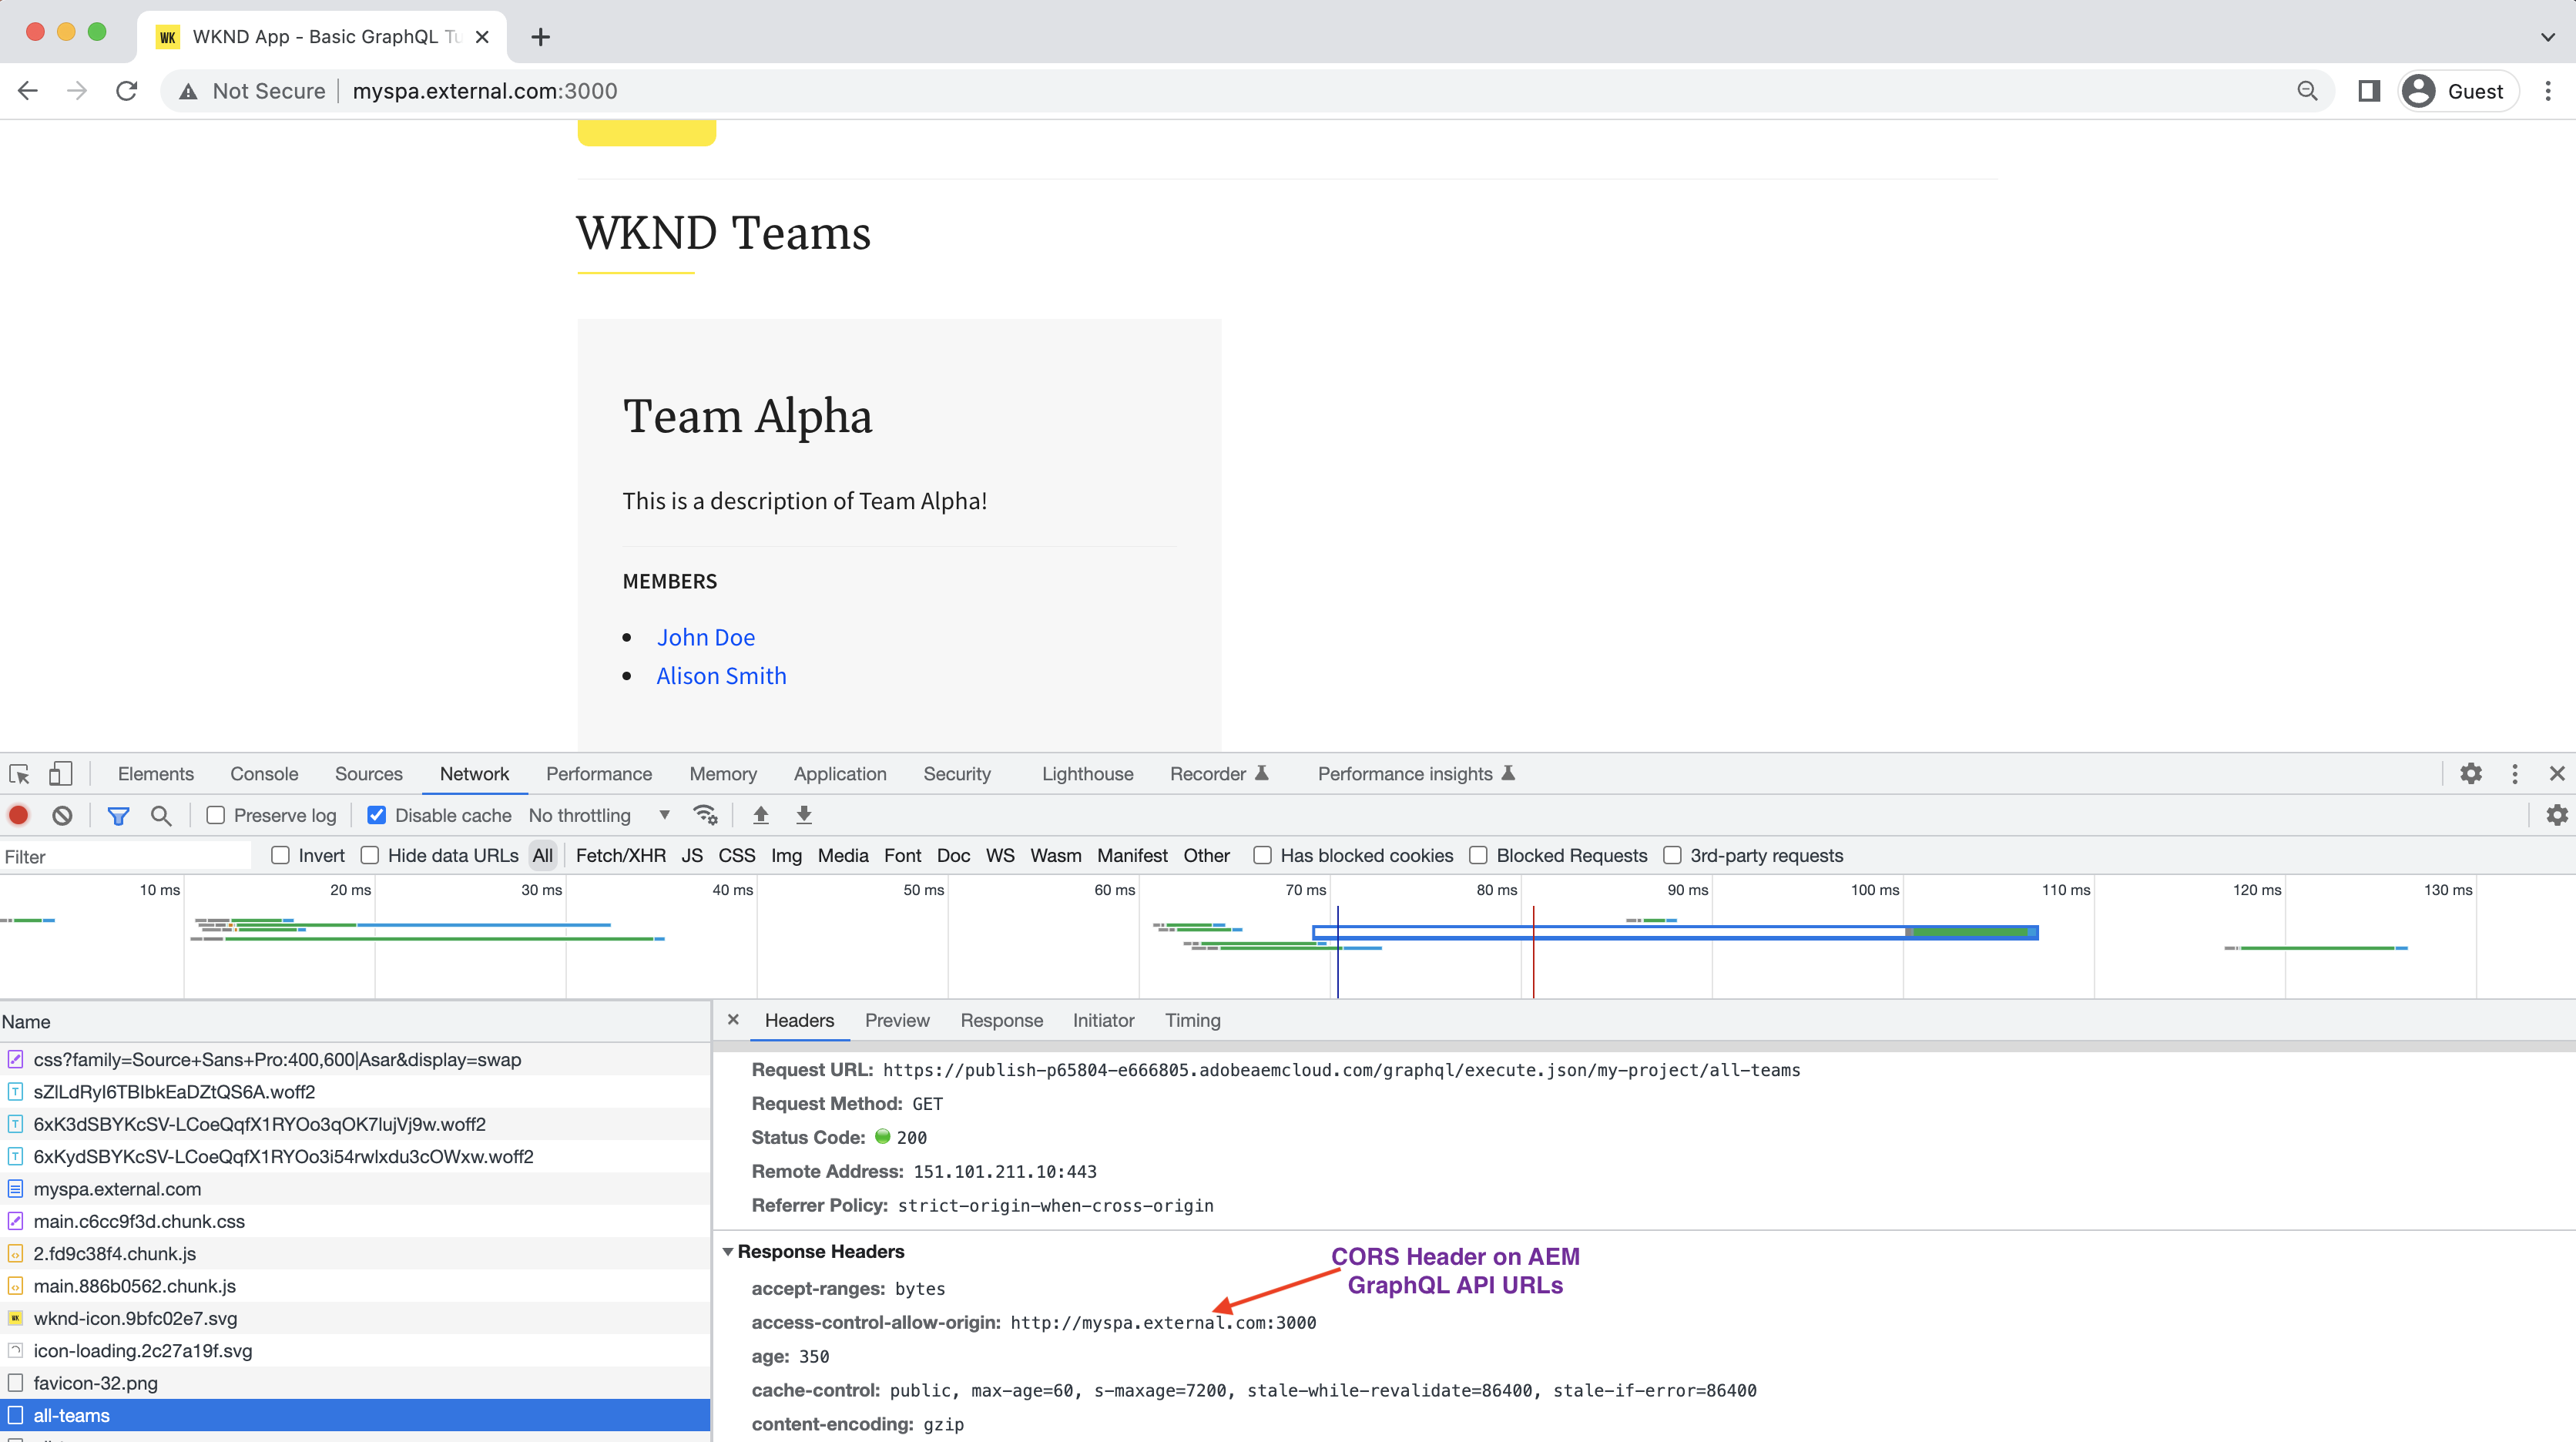 WK WKND App - Basic GraphQL Tu
Not Secure | myspa.external.com:3000 Guest
WKND Teams
Team Alpha
This is a description of Team Alpha!
MEMBERS
• John Doe
• Alison Smith
Elements Console Sources Network Performance Memory Application Security Lighthouse Recorder Performance insights
Preserve log Disable cache No throttling
Filter Invert Hide data URLs All Fetch/XHR JS CSS Img Media Font Doc WS Wasm Manifest Other Has blocked cookies Blocked Requests 3rd-party requests
10 ms 20 ms 30 ms 40 ms 50 ms 60 ms 70 ms 80 ms 90 ms 100 ms 110 ms 120 ms 130 ms
Name
css?family=Source+Sans+Pro:400,600|Asar&display=swap
sZlLdRyI6TBIbkEaDZtQS6A.woff2
6xK3dSBYKcSV-LCoeQqfX1RYOo3qOK7lujVj9w.woff2
6xKydSBYKcSV-LCoeQqfX1RYOo3i54rwlxdu3cOWxw.woff2
myspa.external.com
main.c6cc9f3d.chunk.css
2.fd9c38f4.chunk.js
main.886b0562.chunk.js
wknd-icon.9bfc02e7.svg
icon-loading.2c27a19f.svg
favicon-32.png
all-teams
Headers Preview Response Initiator Timing
Request URL: https://publish-p65804-e666805.adobeaemcloud.com/graphql/execute.json/my-project/all-teams
Request Method: GET
Status Code: 200
Remote Address: 151.101.211.10:443
Referrer Policy: strict-origin-when-cross-origin
Response Headers
CORS Header on AEM
GraphQL API URLs
accept-ranges: bytes
access-control-allow-origin: http://myspa.external.com:3000
age: 350
cache-control: public, max-age=60, s-maxage=7200, stale-while-revalidate=86400, stale-if-error=86400
content-encoding: gzip